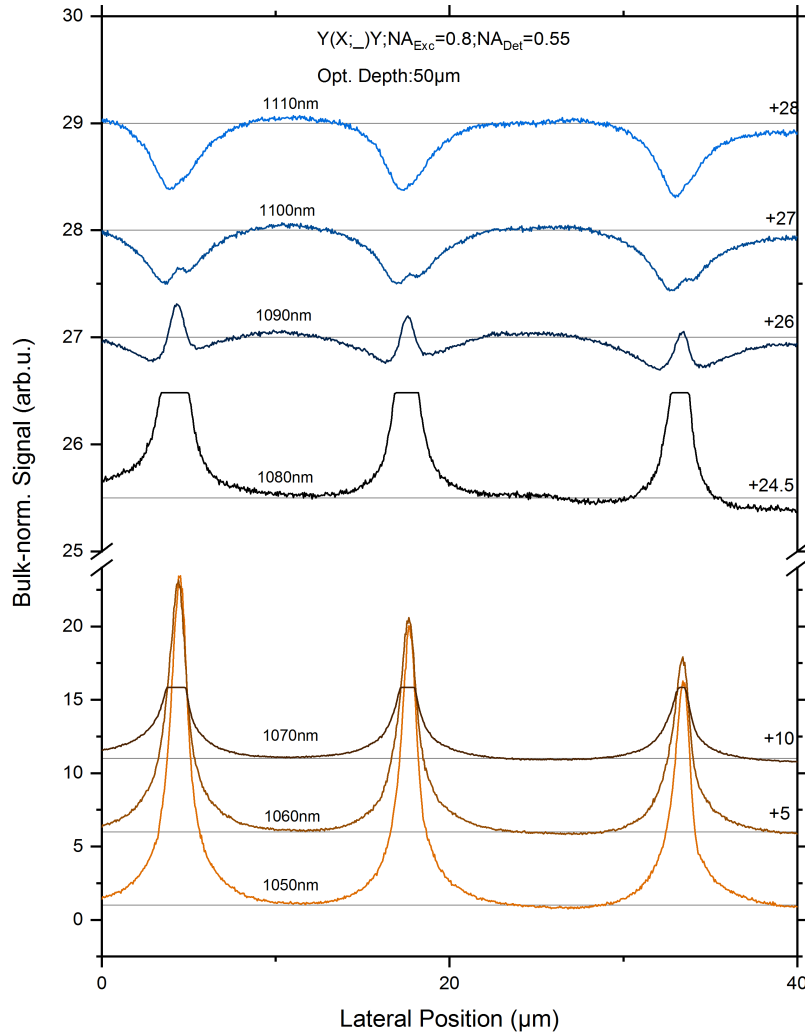 30
Y(X;_)Y;NA_Exc=0.8;NA_Det=0.55
Opt. Depth:50µm
1110nm
+28
29
1100nm
+27
28
1090nm
+26
27
26
1080nm
+24.5
25
Bulk-norm. Signal (arb.u.)
20
15
1070nm
+10
10
1060nm
+5
5
1050nm
0
0
20
40
Lateral Position (µm)